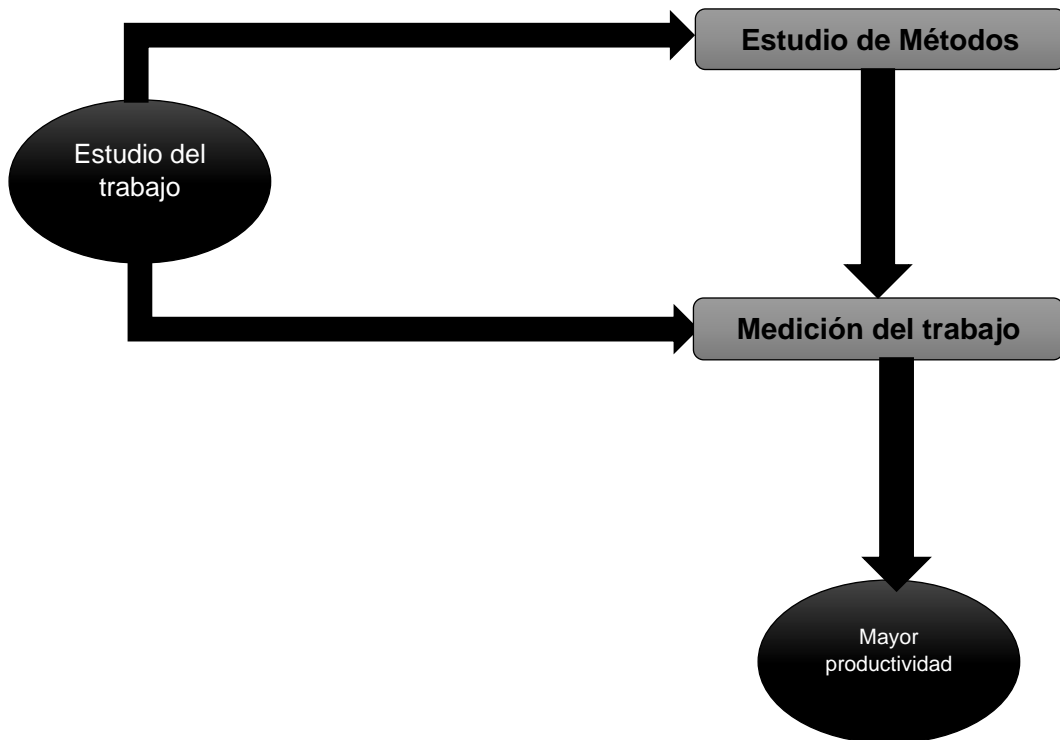 Estudio de Métodos
Estudio del
trabajo
Medición del trabajo
Mayor
productividad